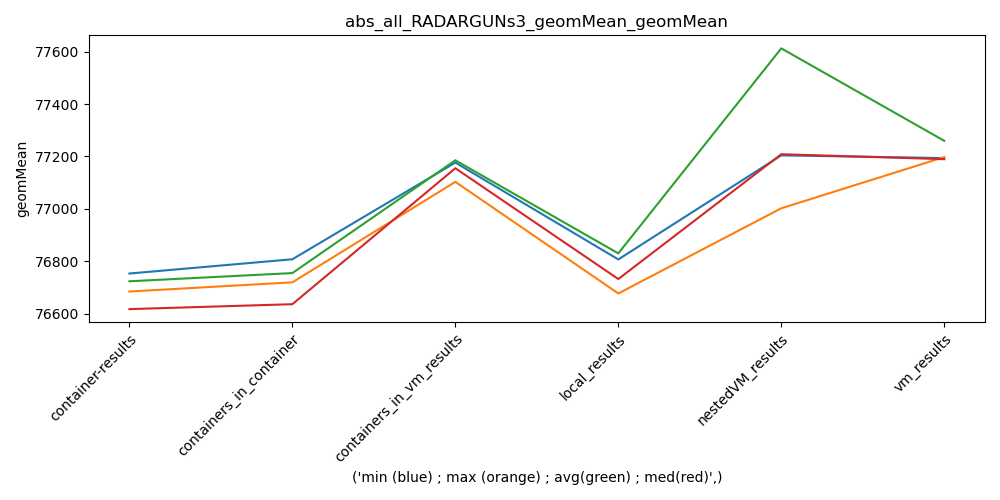 abs_all_RADARGUNs3_geomMean_geomMean
77600
77400
77200
77000
76800
76600
geomMean
container-results
containers_in_container
containers_in_vm_results
local_results
nestedVM_results
vm_results
('min (blue) ; max (orange) ; avg(green) ; med(red)',)